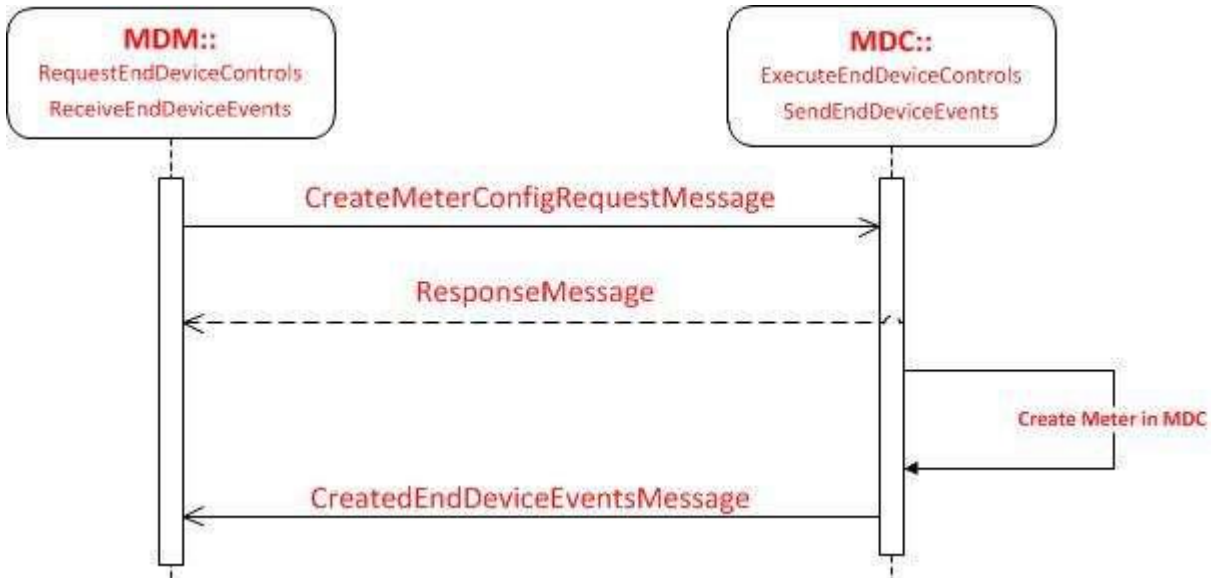 MDM::
RequestEndDeviceControls
ReceiveEndDeviceEvents
MDC::
ExecuteEndDeviceControls
SendEndDeviceEvents
CreateMeterConfigRequestMessage
ResponseMessage
Create Meter in MDC
CreatedEndDeviceEventsMessage